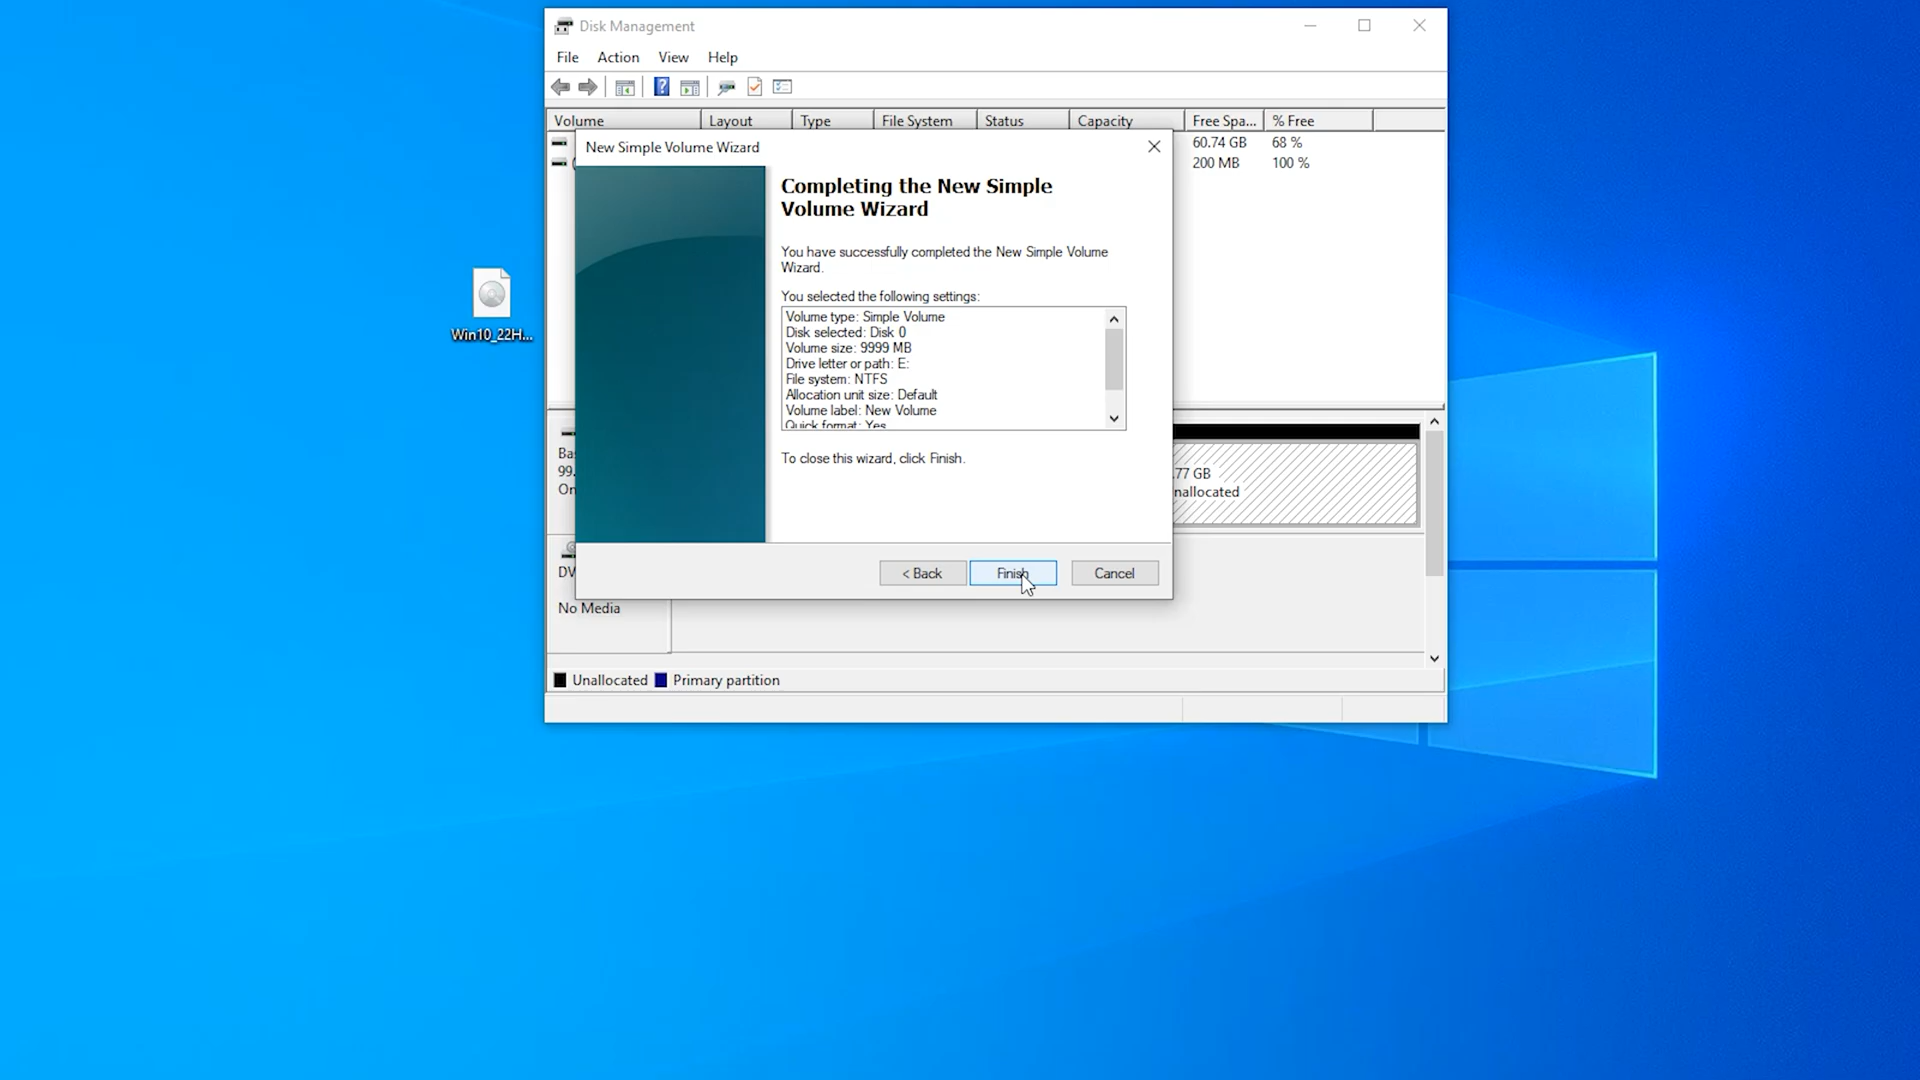 Disk Management
File Action View Help
Volume Layout Type File System Status Capacity Free Spa... % Free
60.74 GB 68 %
200 MB 100 %
New Simple Volume Wizard
Completing the New Simple
Volume Wizard
You have successfully completed the New Simple Volume
Wizard.
You selected the following settings:
Volume type: Simple Volume
Disk selected: Disk 0
Volume size: 9999 MB
Drive letter or path: E:
File system: NTFS
Allocation unit size: Default
Volume label: New Volume
Quick format: Yes
To close this wizard, click Finish.
< Back Finish Cancel
Win10_22H...
Ba
99.
On
.77 GB
nallocated
DV
No Media
Unallocated Primary partition